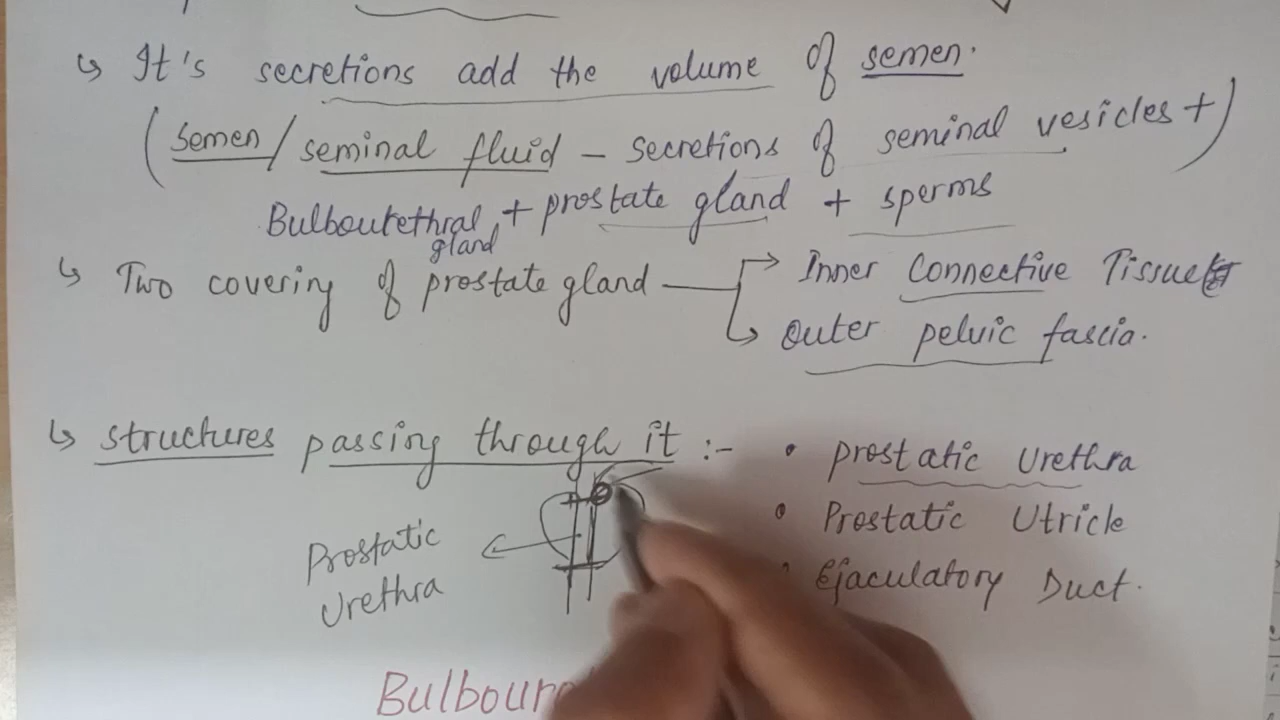 ↳ It's secretions add the volume of semen.
(Semen/seminal fluid - secretions of seminal vesicles +)
Bulbourethral gland + prostate gland + sperms
↳ Two covering of prostate gland → Inner Connective Tissue
→ Outer pelvic fascia.
↳ structures passing through it :- • prostatic Urethra
• Prostatic Utricle
• Ejaculatory Duct.
Prostatic
Urethra